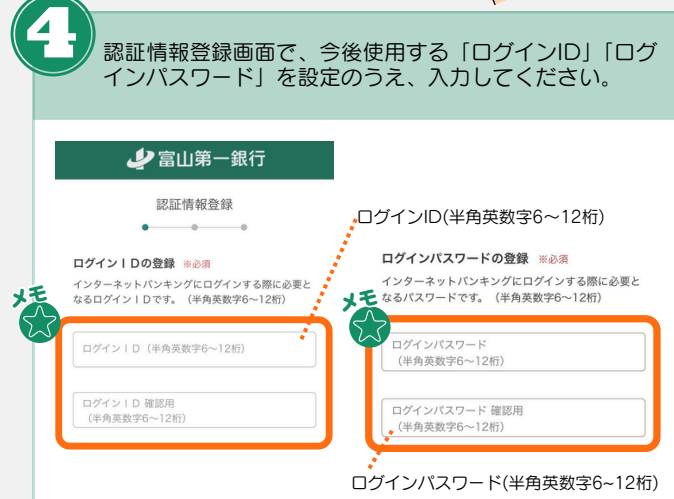 4
認証情報登録画面で、今後使用する「ログインID」「ログ
インパスワード」を設定のうえ、入力してください。
富山第一銀行
認証情報登録
ログインID(半角英数字6〜12桁)
ログインIDの登録 ※必須
インターネットバンキングにログインする際に必要と
なるログインIDです。（半角英数字6〜12桁）
メモ
ログインID（半角英数字6〜12桁）
ログインID 確認用
（半角英数字6〜12桁）
ログインパスワードの登録 ※必須
インターネットバンキングにログインする際に必要と
なるパスワードです。（半角英数字6〜12桁）
メモ
ログインパスワード
（半角英数字6〜12桁）
ログインパスワード 確認用
（半角英数字6〜12桁）
ログインパスワード(半角英数字6~12桁)